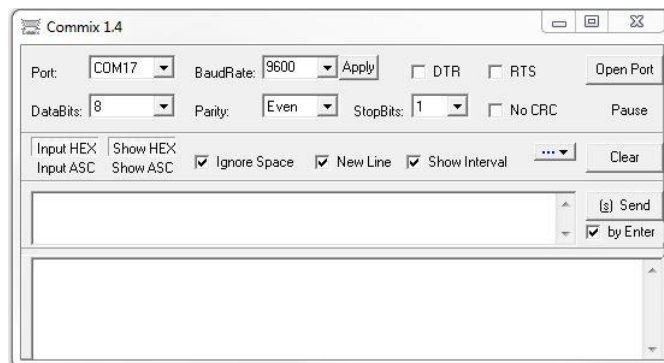 Commix 1.4
Port: COM17 BaudRate: 9600 Apply DTR RTS Open Port
DataBits: 8 Parity: Even StopBits: 1 No CRC Pause
Input HEX Show HEX
Input ASC Show ASC Ignore Space New Line Show Interval ... Clear
(s) Send
by Enter